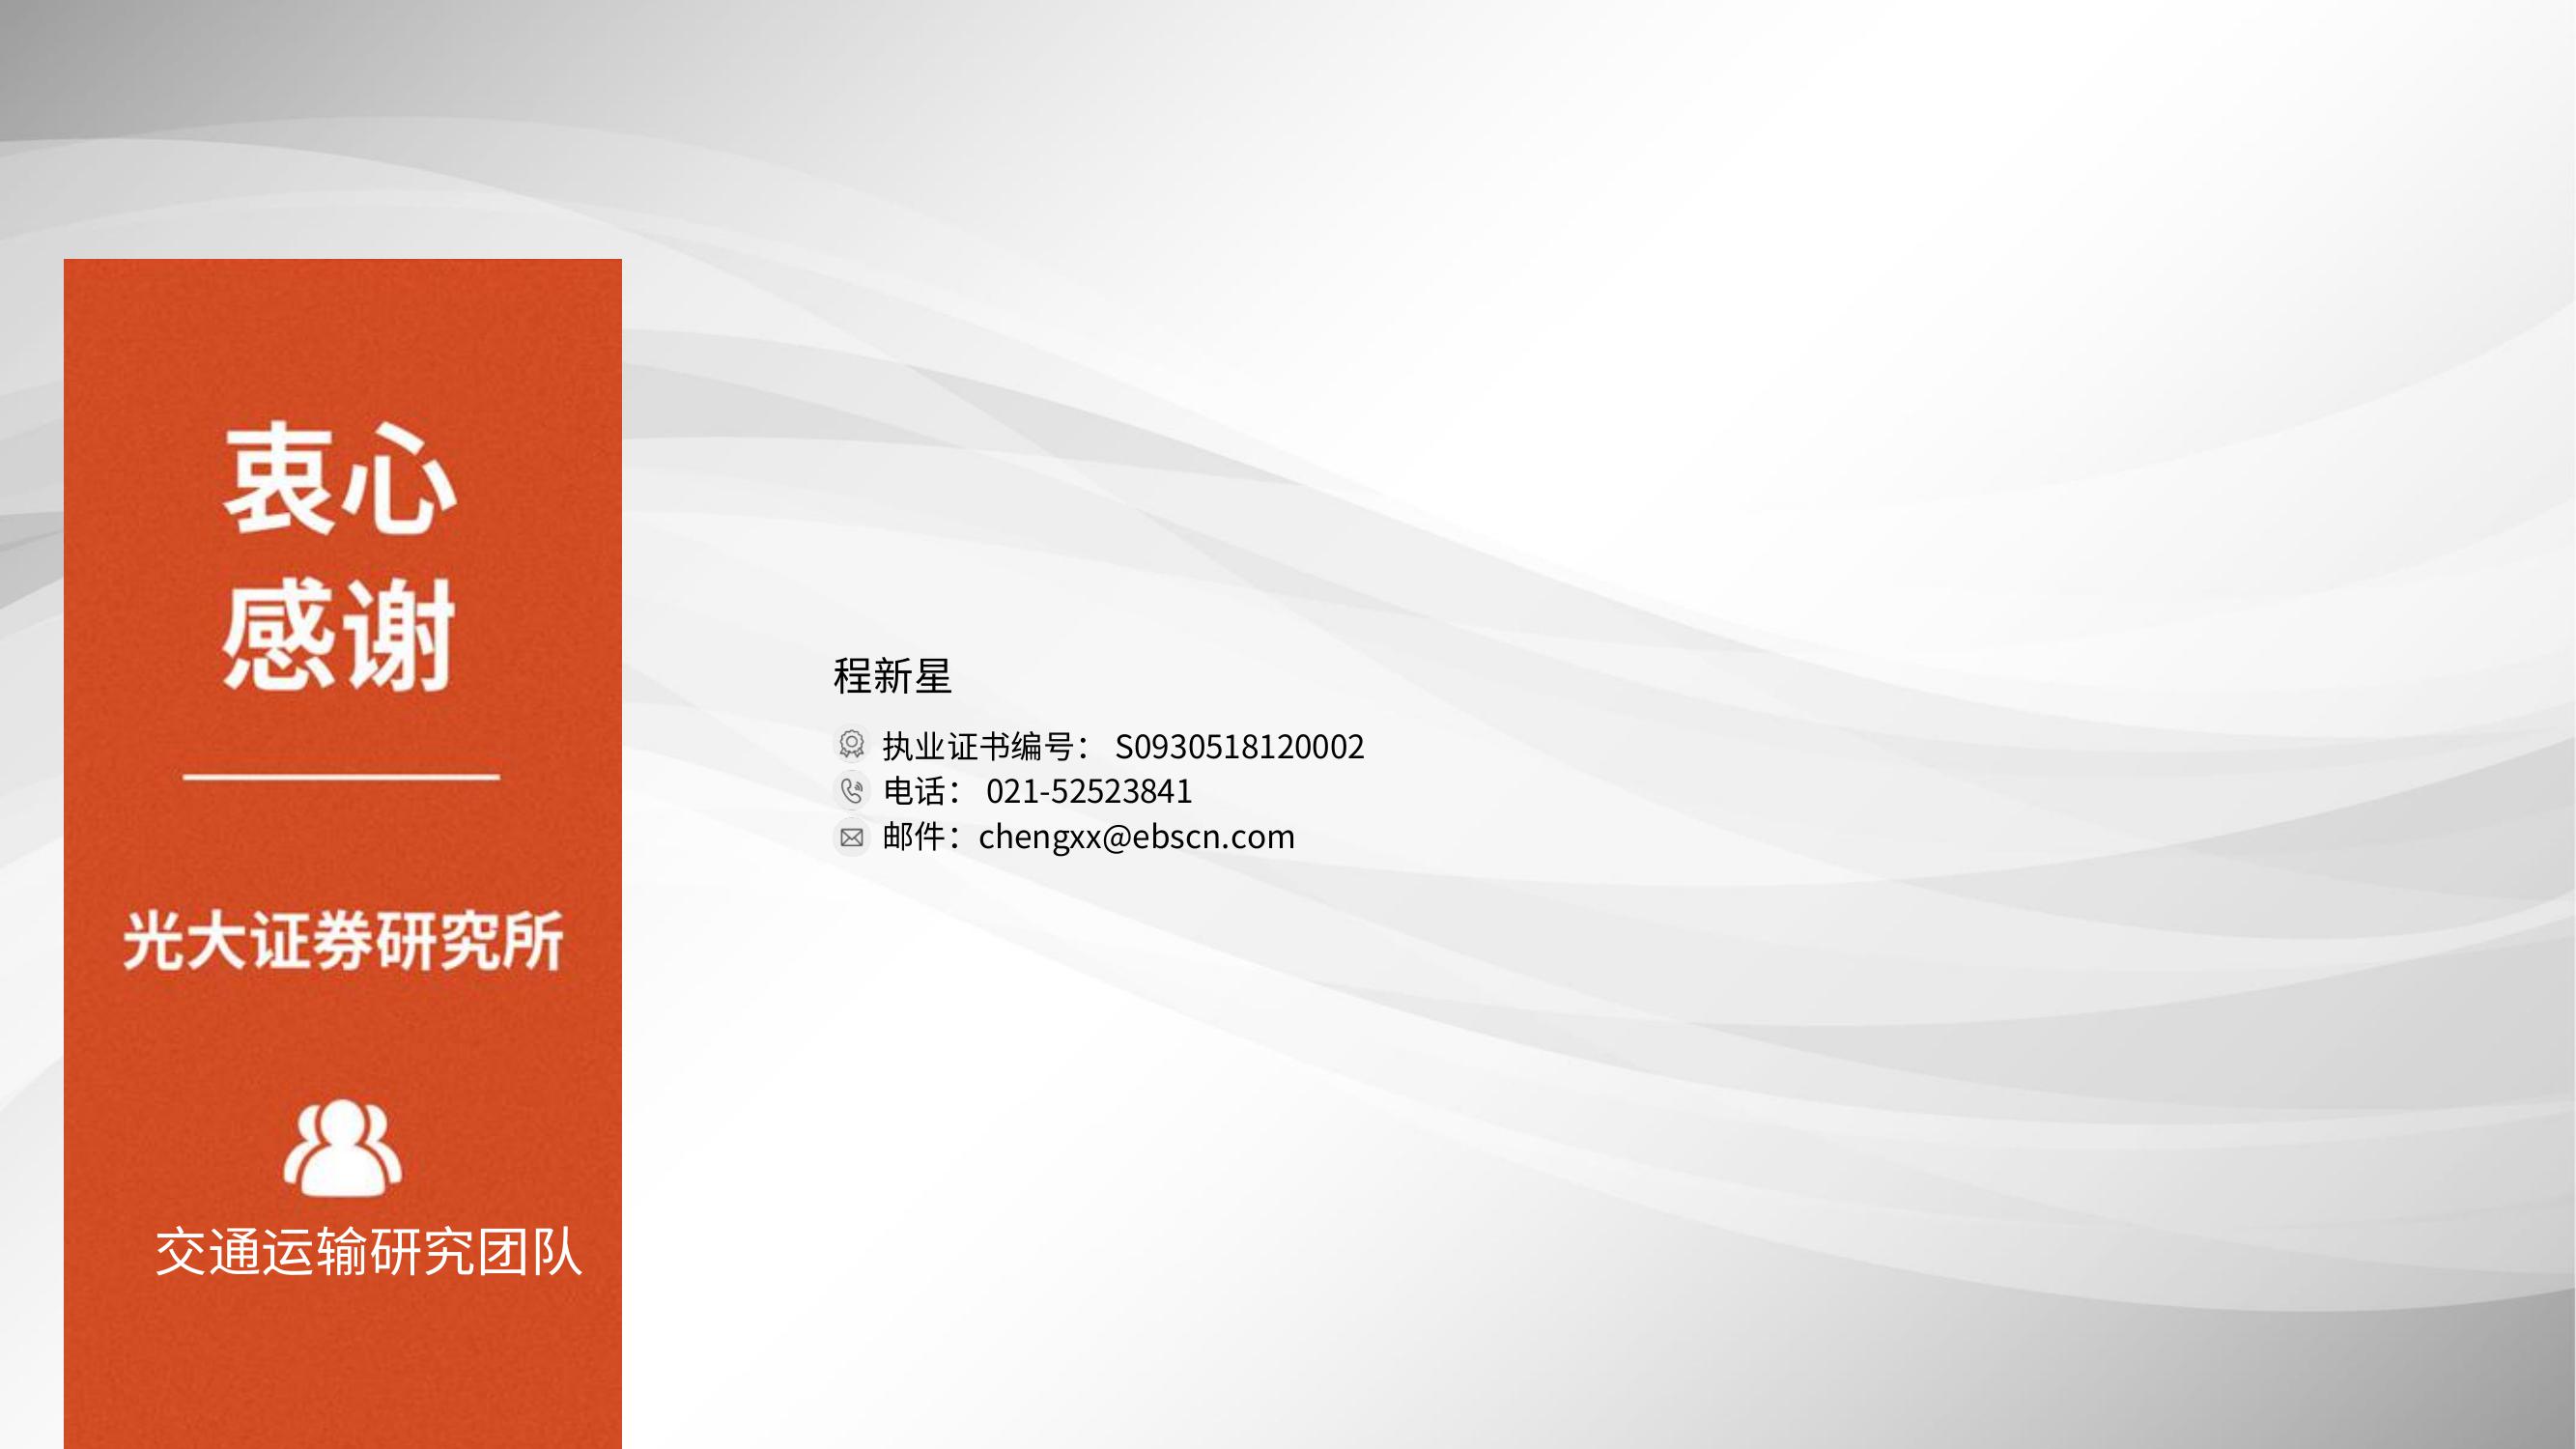 衷心
感谢
光大证券研究所
交通运输研究团队
程新星
执业证书编号： S0930518120002
电话： 021-52523841
邮件：chengxx@ebscn.com